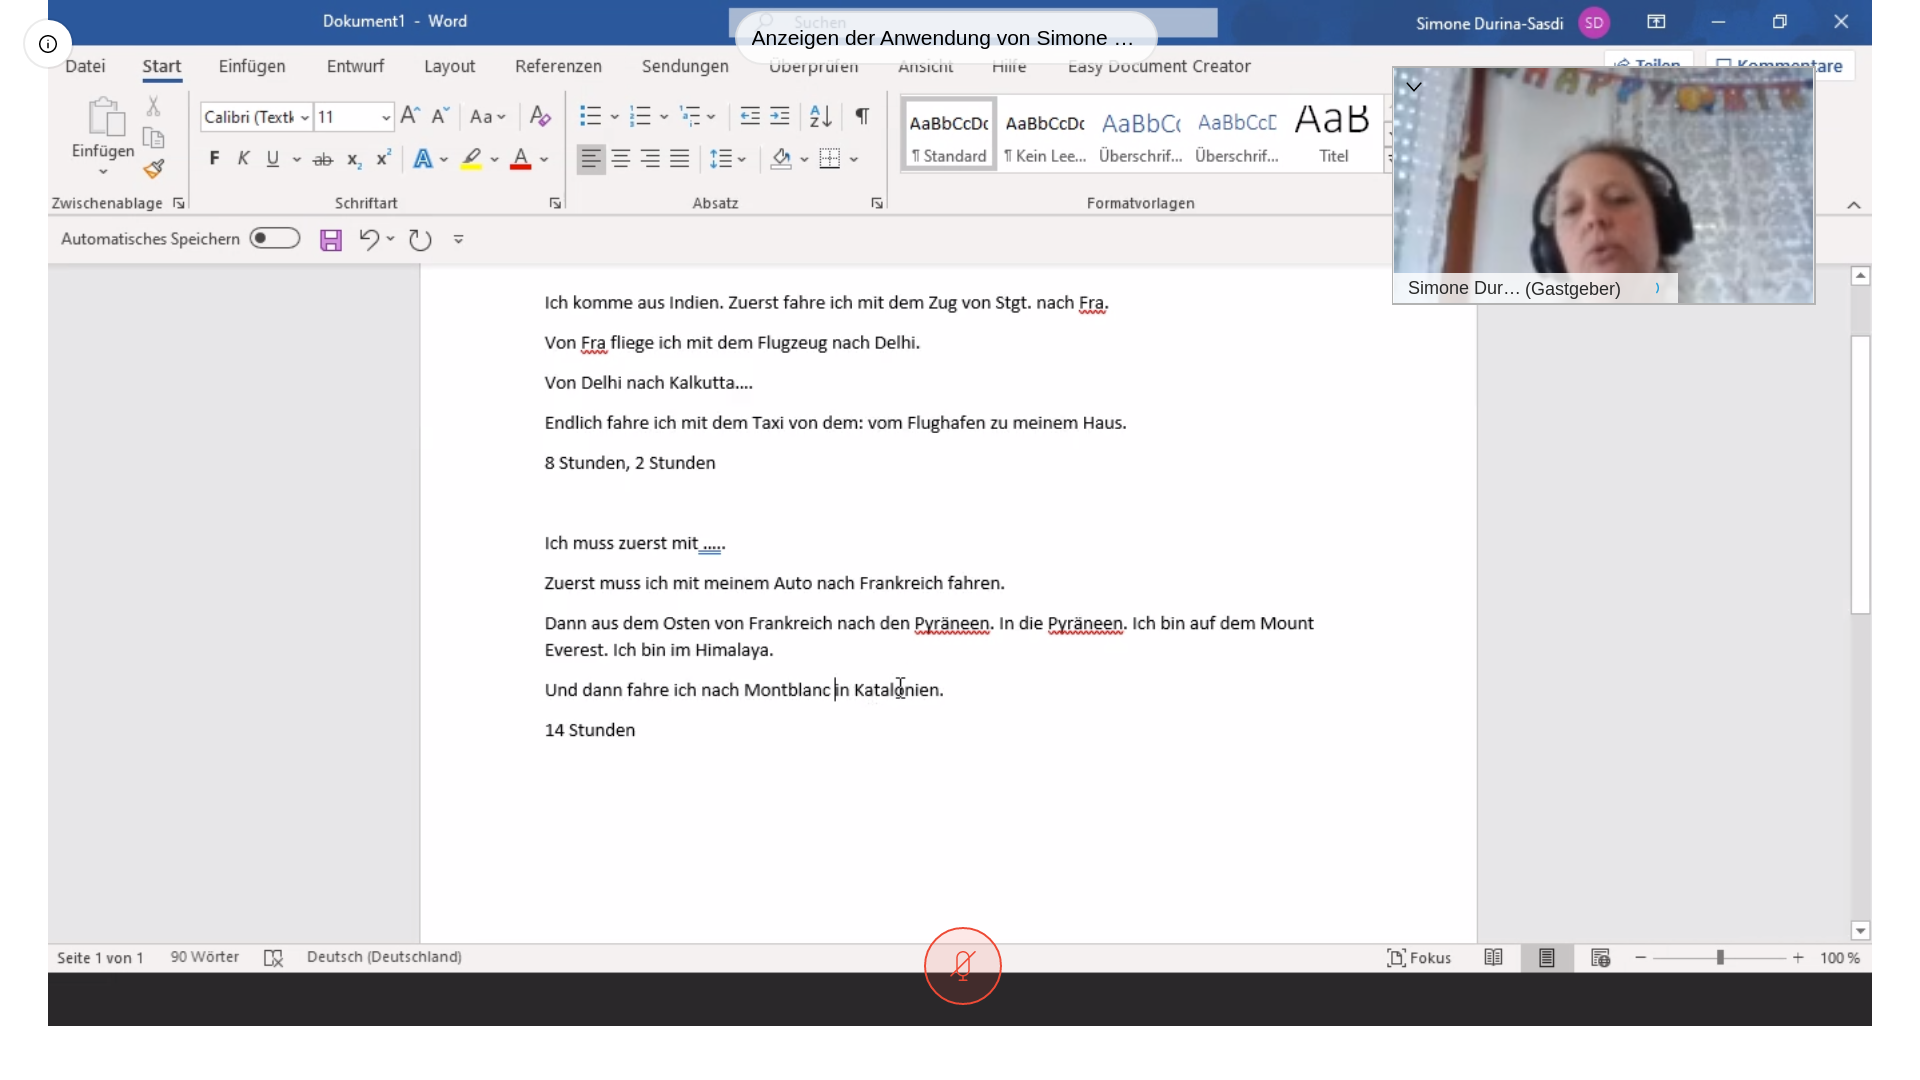 Dokument1 - Word
Suchen
Simone Durina-Sasdi
SD
Anzeigen der Anwendung von Simone …
Datei Start Einfügen Entwurf Layout Referenzen Sendungen Überprüfen Ansicht Hilfe Easy Document Creator
Teilen Kommentare
Einfügen
Calibri (Textk 11
Aa
F K U ab x₂ x² A A
AaBbCcDc AaBbCcDc AaBbC AaBbCcD AaB
¶ Standard ¶ Kein Lee... Überschrif... Überschrif... Titel
Zwischenablage Schriftart Absatz Formatvorlagen
Automatisches Speichern
Simone Dur… (Gastgeber)
Ich komme aus Indien. Zuerst fahre ich mit dem Zug von Stgt. nach Fra.
Von Fra fliege ich mit dem Flugzeug nach Delhi.
Von Delhi nach Kalkutta....
Endlich fahre ich mit dem Taxi von dem: vom Flughafen zu meinem Haus.
8 Stunden, 2 Stunden
Ich muss zuerst mit .....
Zuerst muss ich mit meinem Auto nach Frankreich fahren.
Dann aus dem Osten von Frankreich nach den Pyräneen. In die Pyräneen. Ich bin auf dem Mount
Everest. Ich bin im Himalaya.
Und dann fahre ich nach Montblanc in Katalonien.
14 Stunden
Seite 1 von 1 90 Wörter Deutsch (Deutschland) Fokus 100 %